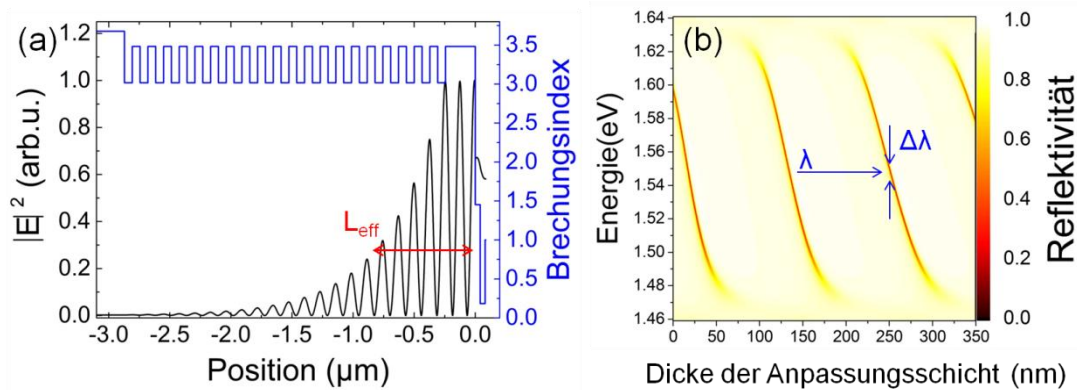 (a)
1.2
1.0
0.8
0.6
0.4
0.2
0.0
|E|² (arb.u.)
L_eff
-3.0 -2.5 -2.0 -1.5 -1.0 -0.5 0.0
Position (µm)
3.5
3.0
2.5
2.0
1.5
1.0
0.5
0.0
Brechungsindex
(b)
1.64
1.62
1.60
1.58
1.56
1.54
1.52
1.50
1.48
1.46
Energie(eV)
λ
Δλ
0 50 100 150 200 250 300 350
Dicke der Anpassungsschicht (nm)
1.0
0.8
0.6
0.4
0.2
0.0
Reflektivität